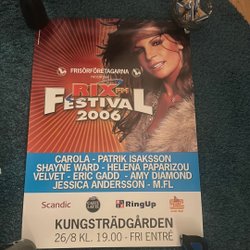 FRISÖRFÖRETAGARNA
RIX FM
FESTIVAL
2006
CAROLA - PATRIK ISAKSSON
SHAYNE WARD - HELENA PAPARIZOU
VELVET - ERIC GADD - AMY DIAMOND
JESSICA ANDERSSON - M.FL
Scandic
RingUp
KUNGSTRÄDGÅRDEN
26/8 KL. 19.00 - FRI ENTRÉ